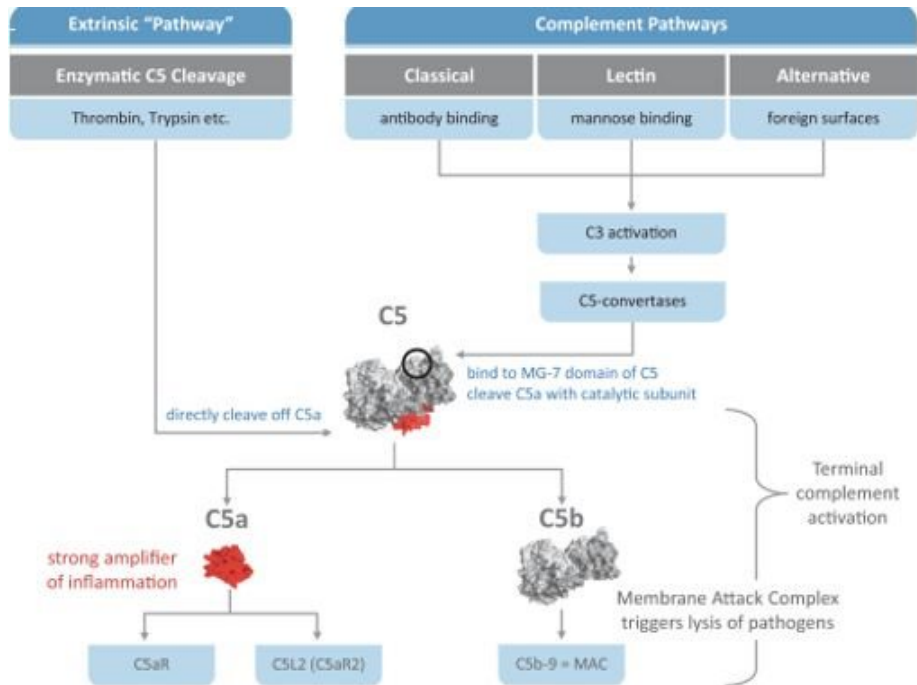 Extrinsic "Pathway"
Complement Pathways
Enzymatic C5 Cleavage
Classical
Lectin
Alternative
Thrombin, Trypsin etc.
antibody binding
mannose binding
foreign surfaces
C3 activation
C5-convertases
C5
bind to MG-7 domain of C5
cleave C5a with catalytic subunit
directly cleave off C5a
Terminal
complement
activation
C5a
C5b
strong amplifier
of inflammation
Membrane Attack Complex
triggers lysis of pathogens
C5aR
C5L2 (C5aR2)
C5b-9 = MAC